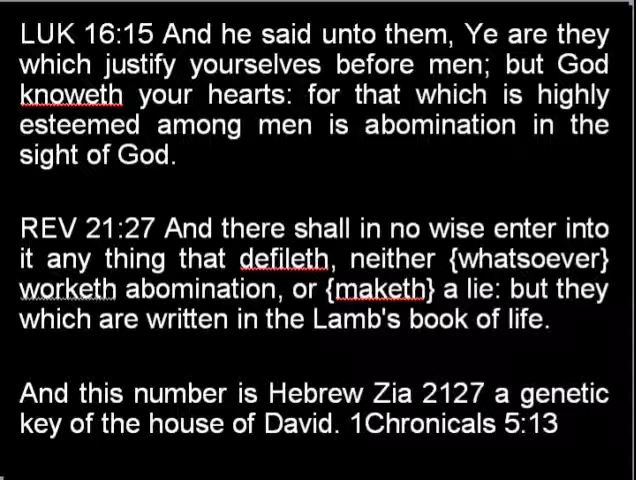 LUK 16:15 And he said unto them, Ye are they
which justify yourselves before men; but God
knoweth your hearts: for that which is highly
esteemed among men is abomination in the
sight of God.
REV 21:27 And there shall in no wise enter into
it any thing that defileth, neither {whatsoever}
worketh abomination, or {maketh} a lie: but they
which are written in the Lamb's book of life.
And this number is Hebrew Zia 2127 a genetic
key of the house of David. 1Chronicals 5:13